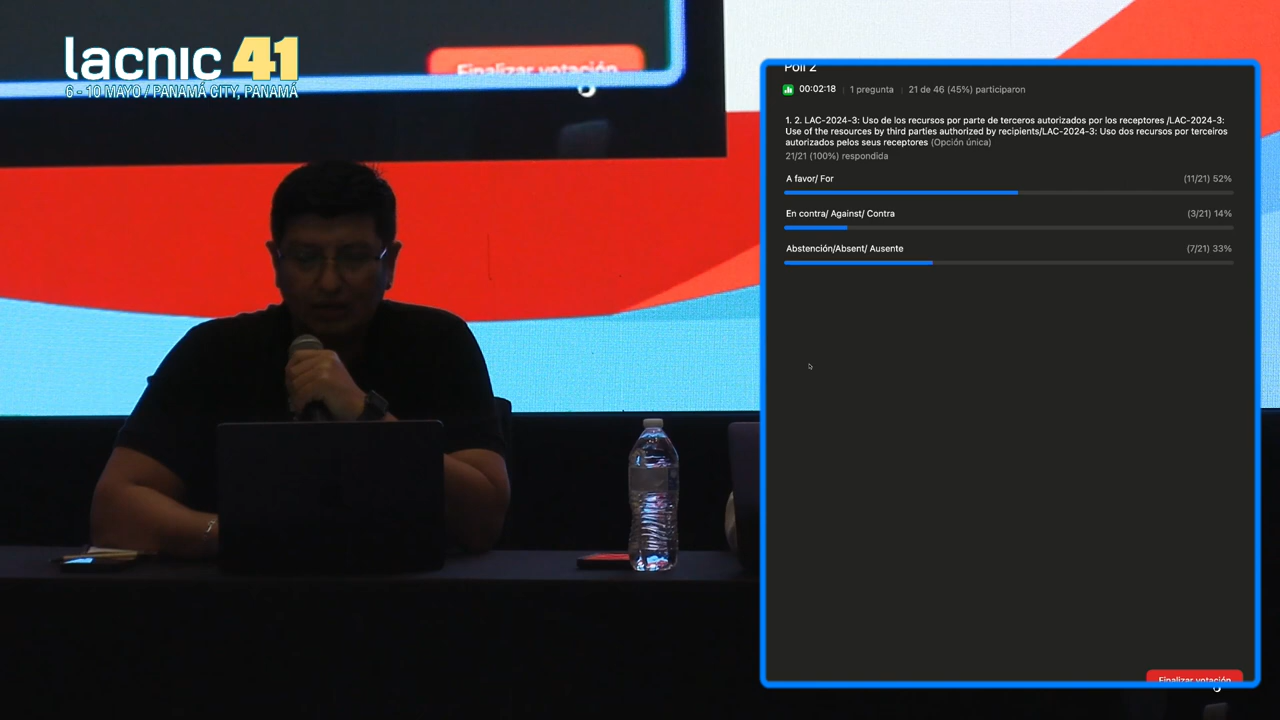 lacnic 41
6 - 10 MAYO / PANAMÁ CITY, PANAMÁ
Finalizar votación
Poll 2
00:02:18 1 pregunta 21 de 46 (45%) participaron
1. 2. LAC-2024-3: Uso de los recursos por parte de terceros autorizados por los receptores /LAC-2024-3:
Use of the resources by third parties authorized by recipients/LAC-2024-3: Uso dos recursos por terceiros
autorizados pelos seus receptores (Opción única)
21/21 (100%) respondida
A favor/ For (11/21) 52%
En contra/ Against/ Contra (3/21) 14%
Abstención/Absent/ Ausente (7/21) 33%
Finalizar votación